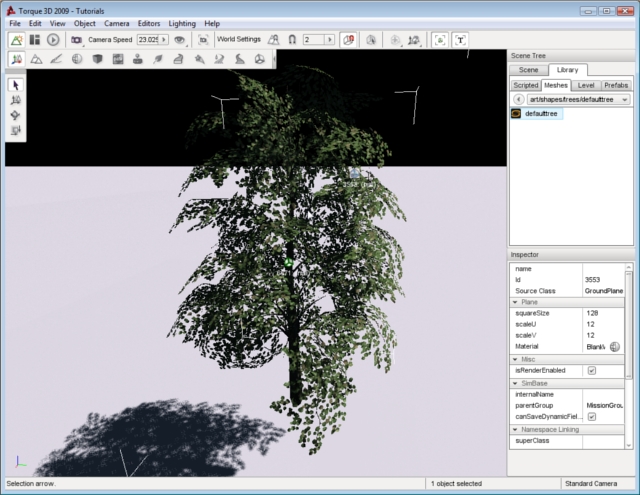 Torque 3D 2009 - Tutorials
File Edit View Object Camera Editors Lighting Help
Camera Speed 23.025 World Settings 2
Scene Tree
Scene Library
Scripted Meshes Level Prefabs
art/shapes/trees/defaulttree
defaulttree
Inspector
name
Id 3553
Source Class GroundPlane
Plane
squareSize 128
scaleU 12
scaleV 12
Material
Misc
isRenderEnabled
SimBase
internalName
parentGroup MissionGrou
canSaveDynamicFiel...
Namespace Linking
superClass
Selection arrow. 1 object selected Standard Camera